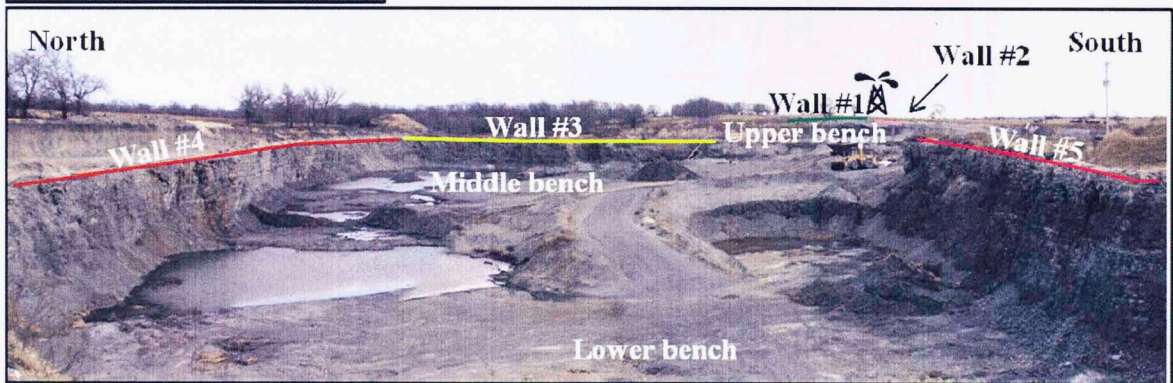 North
South
Wall #2
Wall #1
Wall #3
Upper bench
Wall #4
Wall #5
Middle bench
Lower bench